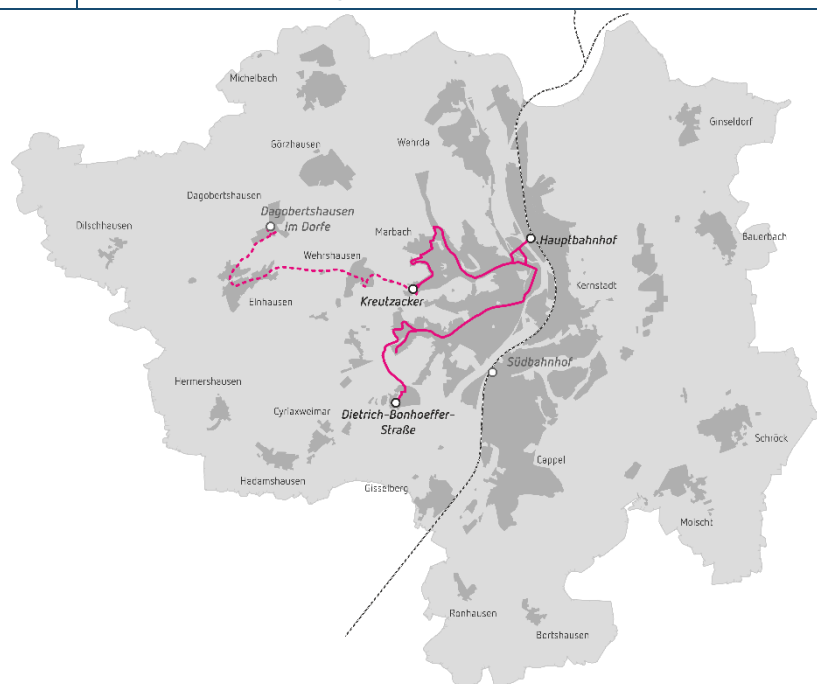 Michelbach
Ginseldorf
Görzhausen
Wehrda
Dagobertshausen
Dagobertshausen
im Dorfe
Dilschhausen
Marbach
Hauptbahnhof
Bauerbach
Wehrshausen
Elnhausen
Kreutzacker
Kernstadt
Südbahnhof
Hermershausen
Cyriaxweimar
Dietrich-Bonhoeffer-
Straße
Schröck
Cappel
Hadamshausen
Gisselberg
Moischt
Ronhausen
Bortshausen